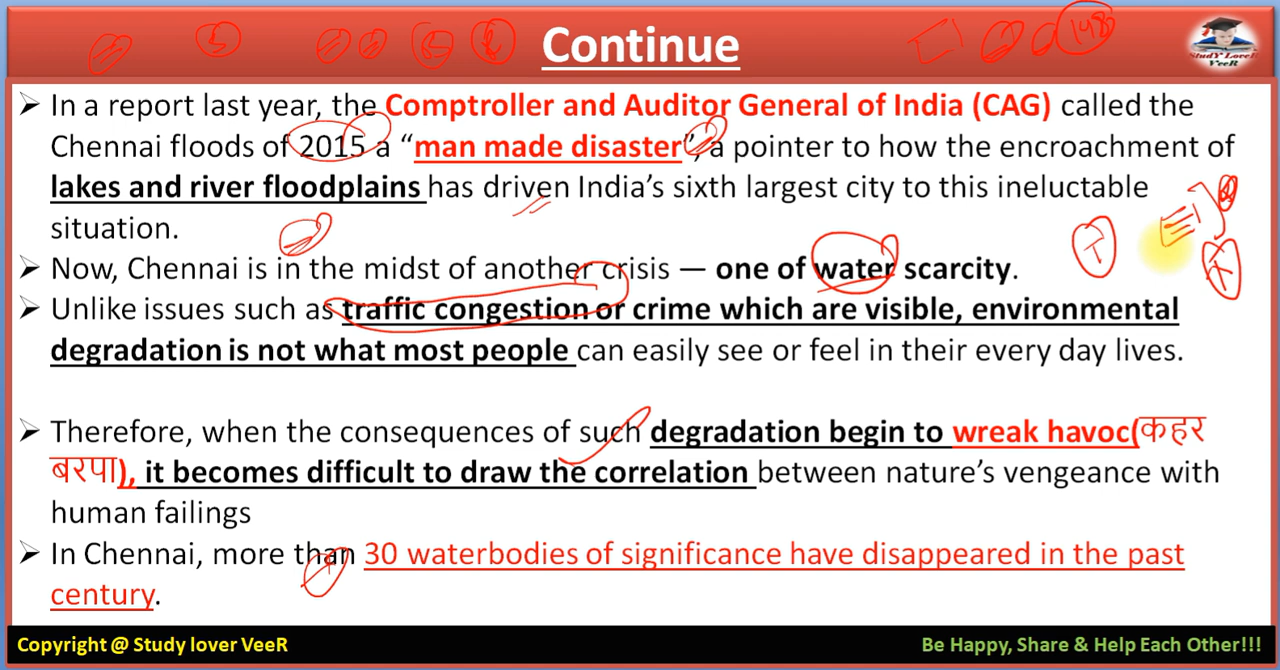 Continue
StudY LoveR
VeeR
➢ In a report last year, the Comptroller and Auditor General of India (CAG) called the
Chennai floods of 2015 a “man made disaster”, a pointer to how the encroachment of
lakes and river floodplains has driven India’s sixth largest city to this ineluctable
situation.
➢ Now, Chennai is in the midst of another crisis — one of water scarcity.
➢ Unlike issues such as traffic congestion or crime which are visible, environmental
degradation is not what most people can easily see or feel in their every day lives.
➢ Therefore, when the consequences of such degradation begin to wreak havoc(कहर
बरपा), it becomes difficult to draw the correlation between nature’s vengeance with
human failings
➢ In Chennai, more than 30 waterbodies of significance have disappeared in the past
century.
Copyright @ Study lover VeeR
Be Happy, Share & Help Each Other!!!